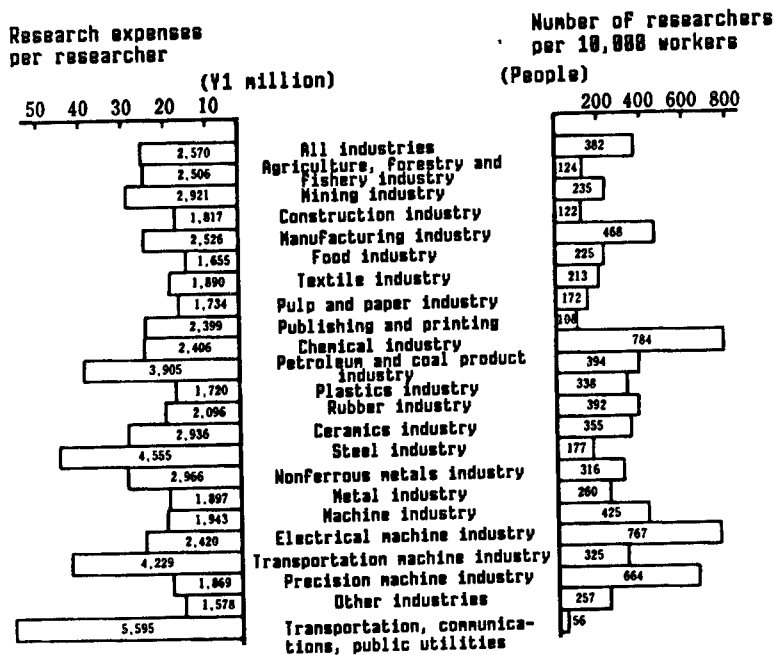 Research expenses
per researcher
(¥1 million)
50 40 30 20 10
Number of researchers
per 10,000 workers
(People)
200 400 600 800
2,570 All industries 382
2,506 Agriculture, forestry and
fishery industry 124
2,921 Mining industry 235
1,817 Construction industry 122
2,526 Manufacturing industry 468
1,655 Food industry 225
1,890 Textile industry 213
1,734 Pulp and paper industry 172
2,399 Publishing and printing 108
2,406 Chemical industry 784
3,905 Petroleum and coal product
industry 394
1,720 Plastics industry 338
2,096 Rubber industry 392
2,936 Ceramics industry 355
4,555 Steel industry 177
2,966 Nonferrous metals industry 316
1,897 Metal industry 260
1,943 Machine industry 425
2,420 Electrical machine industry 767
4,229 Transportation machine industry 325
1,869 Precision machine industry 664
1,578 Other industries 257
5,595 Transportation, communica-
tions, public utilities 56